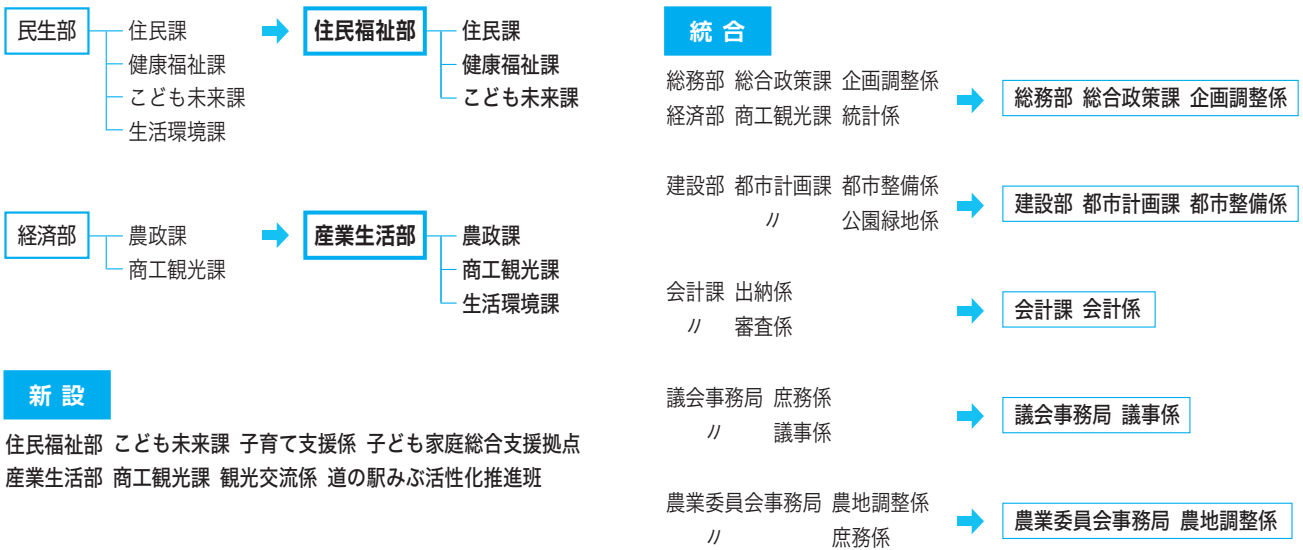 民生部
住民課
健康福祉課
こども未来課
生活環境課
住民福祉部
住民課
健康福祉課
こども未来課
経済部
農政課
商工観光課
産業生活部
農政課
商工観光課
生活環境課
新設
住民福祉部 こども未来課 子育て支援係 子ども家庭総合支援拠点
産業生活部 商工観光課 観光交流係 道の駅みぶ活性化推進班
統合
総務部 総合政策課 企画調整係
経済部 商工観光課 統計係
総務部 総合政策課 企画調整係
建設部 都市計画課 都市整備係
〃 公園緑地係
建設部 都市計画課 都市整備係
会計課 出納係
〃 審査係
会計課 会計係
議会事務局 庶務係
〃 議事係
議会事務局 議事係
農業委員会事務局 農地調整係
〃 庶務係
農業委員会事務局 農地調整係